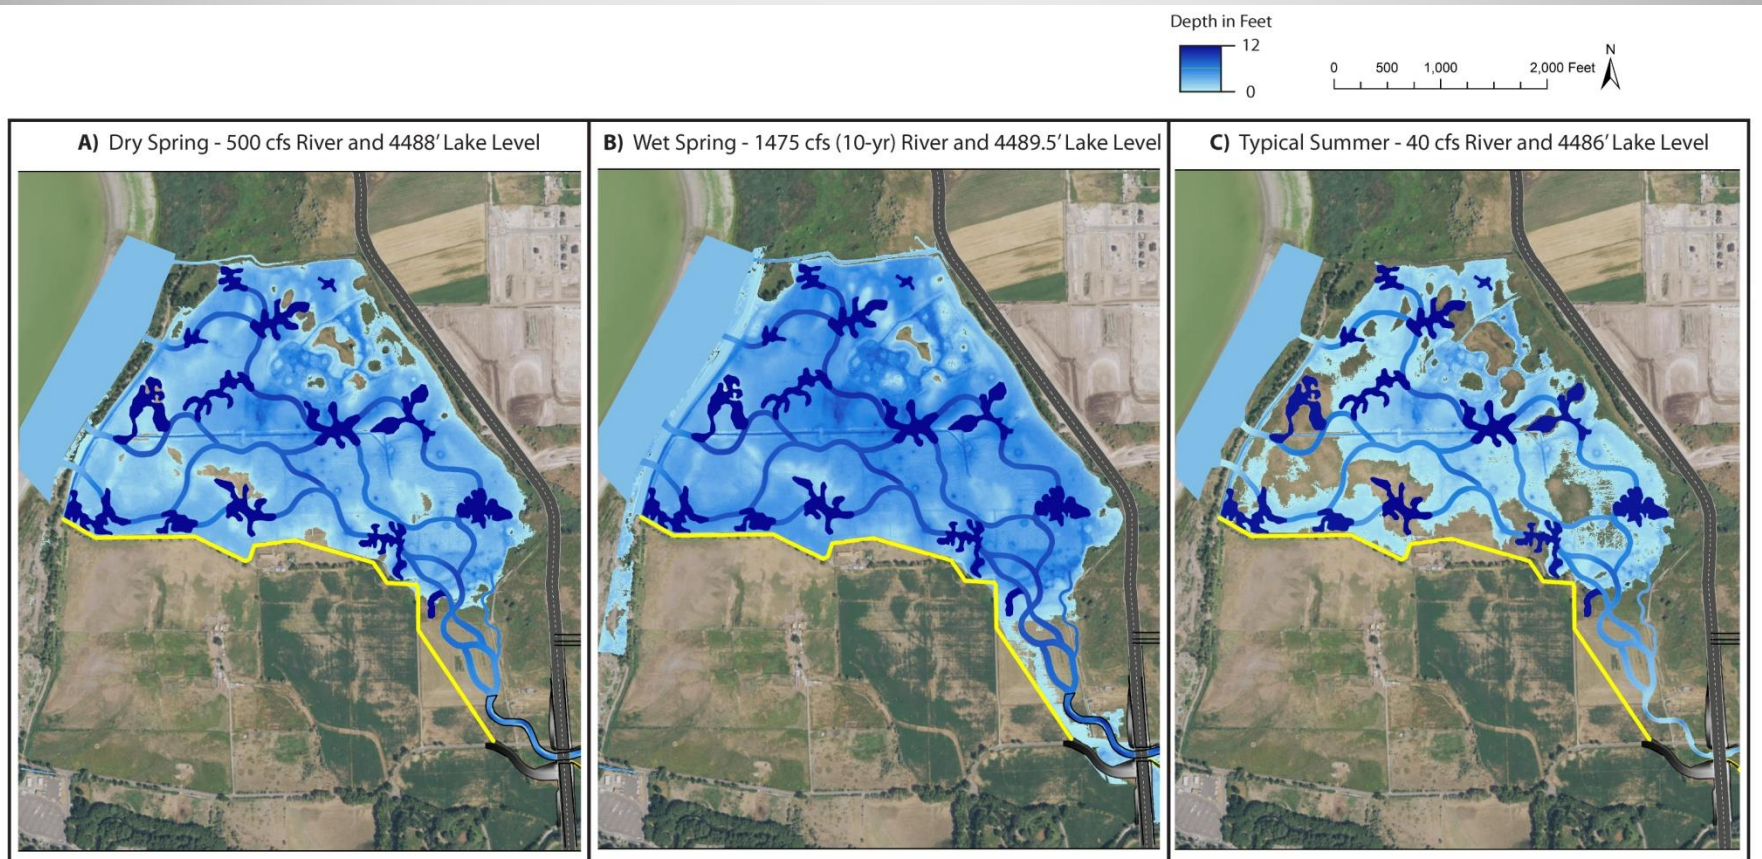 Depth in Feet
12
0
0 500 1,000 2,000 Feet
N
A) Dry Spring - 500 cfs River and 4488′ Lake Level
B) Wet Spring - 1475 cfs (10-yr) River and 4489.5′ Lake Level
C) Typical Summer - 40 cfs River and 4486′ Lake Level